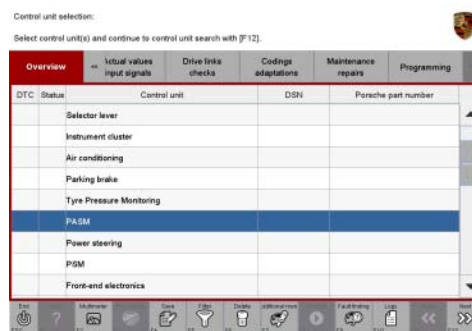 Control unit selection:
Select control unit(s) and continue to control unit search with [F12].
Overview
Actual values input signals
Drive links checks
Codings adaptations
Maintenance repairs
Programming
DTC Status Control unit DSN Porsche part number
Selector lever
Instrument cluster
Air conditioning
Parking brake
Tyre Pressure Monitoring
PASM
Power steering
PSM
Front-end electronics
End
Multimeter
Save
Filter
Delete
Fault finding
Logs
Next